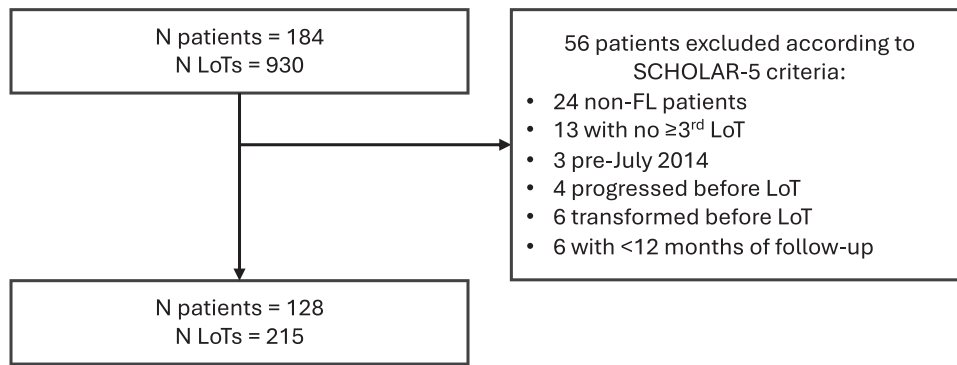 N patients = 184
N LoTs = 930
56 patients excluded according to
SCHOLAR-5 criteria:
• 24 non-FL patients
• 13 with no ≥3rd LoT
• 3 pre-July 2014
• 4 progressed before LoT
• 6 transformed before LoT
• 6 with <12 months of follow-up
N patients = 128
N LoTs = 215